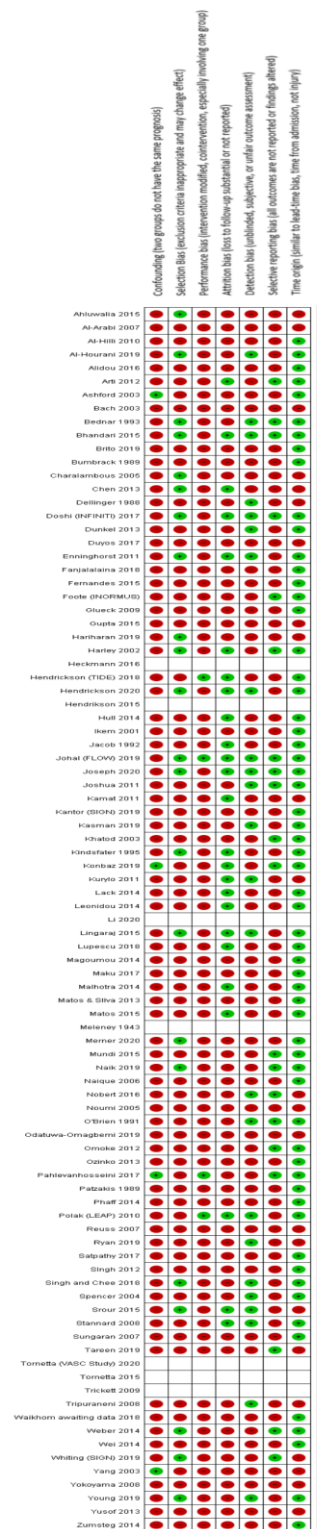 Confounding (two groups do not have the same prognosis)
Selection Bias (exclusion criteria inappropriate and may change effect)
Performance bias (intervention modified, cointervention, especially involving one group)
Attrition bias (loss to follow-up substantial or not reported)
Detection bias (unblinded, subjective, or unfair outcome assessment)
Selective reporting bias (all outcomes are not reported or findings altered)
Time origin (similar to lead-time bias, time from admission, not injury)
Ahluwalia 2015
Al-Arabi 2007
Al-Hilli 2010
Al-Hourani 2019
Alidou 2016
Arti 2012
Ashford 2003
Bach 2003
Bednar 1993
Bhandari 2015
Brito 2018
Bumbrack 1989
Charalambous 2005
Chen 2013
Dellinger 1988
Doshi (INFINITI) 2017
Dunkel 2013
Duyos 2017
Enninghorst 2011
Fanjalalaina 2018
Fernandes 2015
Foote (INORMUS)
Glueck 2009
Gupta 2015
Hariharan 2019
Harley 2002
Heckmann 2016
Hendrickson (TIDE) 2018
Hendrickson 2020
Hendrikson 2015
Hull 2014
Ikem 2001
Jacob 1992
Johal (FLOW) 2019
Joseph 2020
Joshua 2011
Kamat 2011
Kantor (SION) 2019
Kasman 2019
Khatod 2003
Kindsfater 1995
Konbaz 2019
Kurylo 2011
Lack 2014
Leonidou 2014
Li 2020
Lingaraj 2015
Lupescu 2018
Magoumou 2014
Maku 2017
Malhotra 2014
Matos & Silva 2013
Matos 2015
Meleney 1943
Merner 2020
Mundi 2015
Naik 2019
Naique 2006
Nobert 2016
Noumi 2005
O'Brien 1991
Odatuwa-Omagbemi 2019
Omoke 2012
Ozinko 2013
Pahlevanhosseini 2017
Patzakis 1989
Phaff 2014
Polak (LEAP) 2010
Reuss 2007
Ryan 2019
Satpathy 2017
Singh 2012
Singh and Chee 2018
Spencer 2004
Srour 2015
Stannard 2008
Sungaran 2007
Tareen 2019
Tornetta (VASC Study) 2020
Tornetta 2015
Trickett 2009
Tripuraneni 2008
awaiting data 2018
Weber 2014
Wei 2014
Whiting (SION) 2019
Yang 2003
Yokoyama 2008
Young 2019
Yusof 2013
Zumsteg 2014